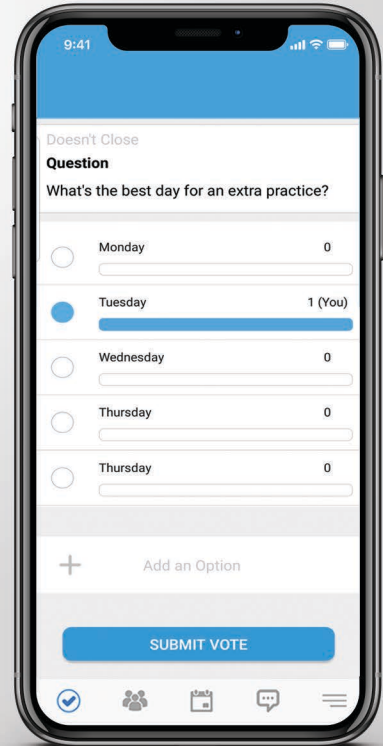 9:41
Doesn't Close
Question
What's the best day for an extra practice?
Monday 0
Tuesday 1 (You)
Wednesday 0
Thursday 0
Thursday 0
Add an Option
SUBMIT VOTE